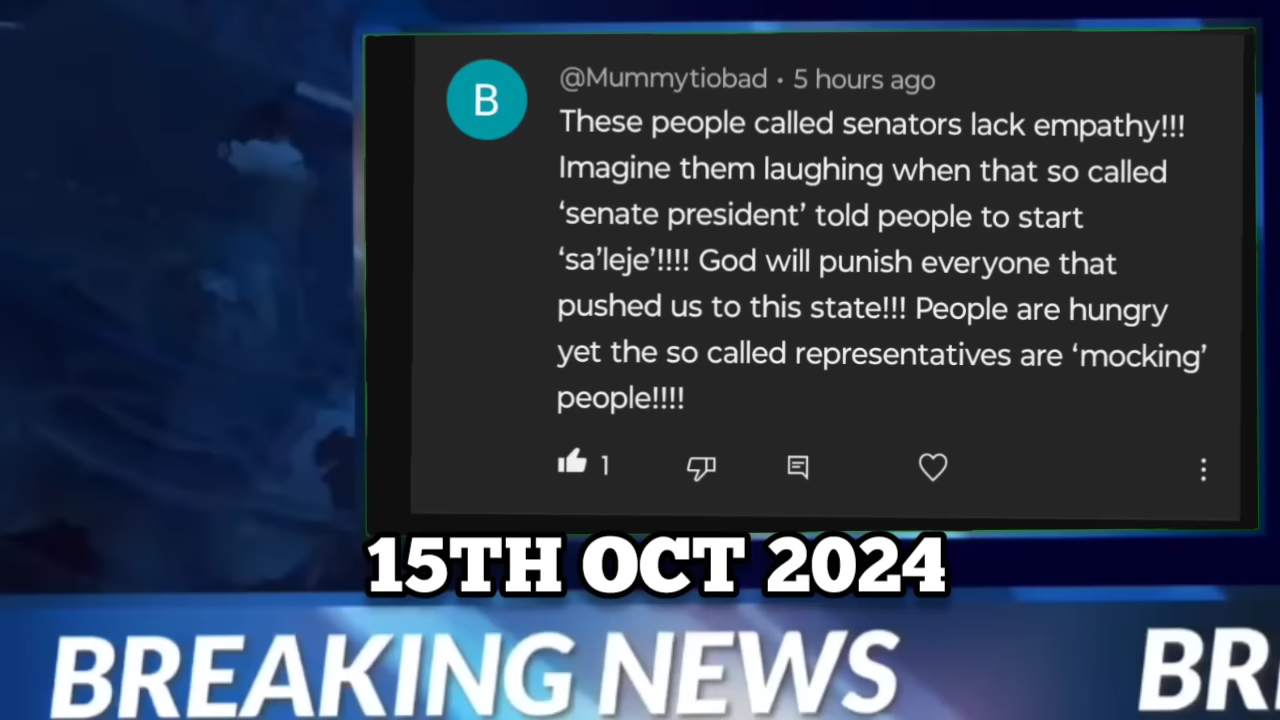 B
@Mummytiobad • 5 hours ago
These people called senators lack empathy!!!
Imagine them laughing when that so called
‘senate president’ told people to start
‘sa’leje’!!!! God will punish everyone that
pushed us to this state!!! People are hungry
yet the so called representatives are ‘mocking’
people!!!!
1
15TH OCT 2024
BREAKING NEWS
BR